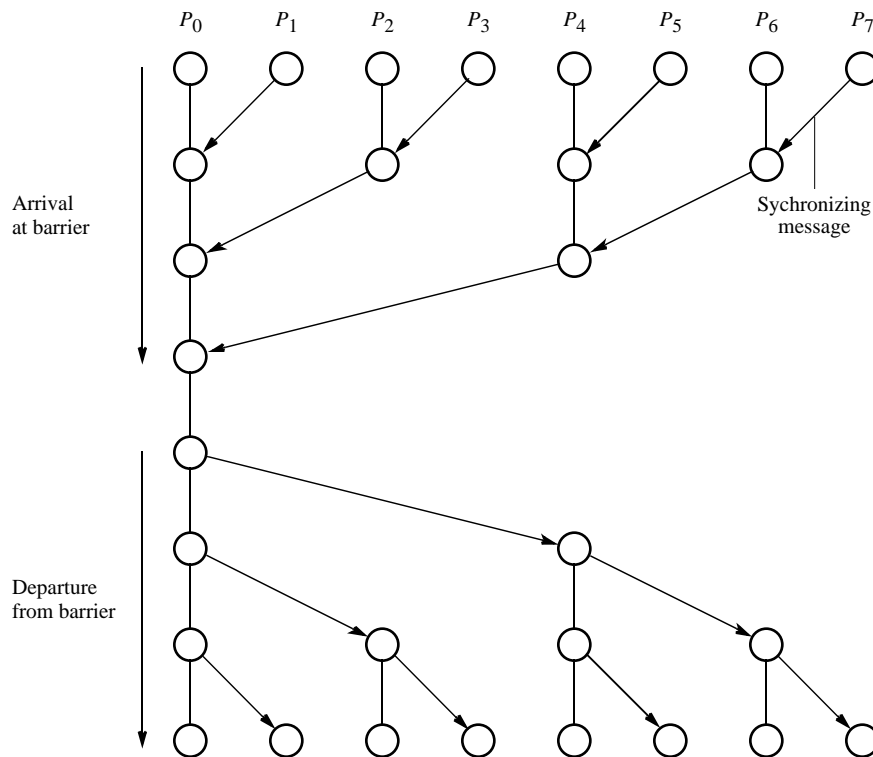 P0 P1 P2 P3 P4 P5 P6 P7
Arrival
at barrier
Sychronizing
message
Departure
from barrier